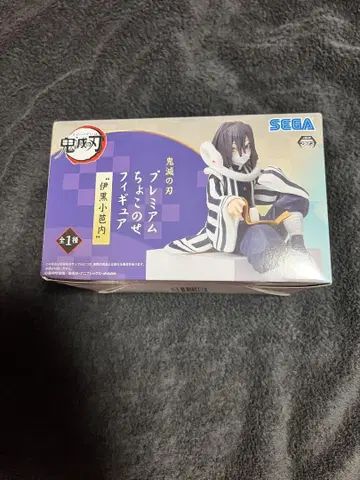 鬼滅の刃
SEGA
鬼滅の刃
プレミアム
ちょこのせ
フィギュア
"伊黒小芭内"
全1種